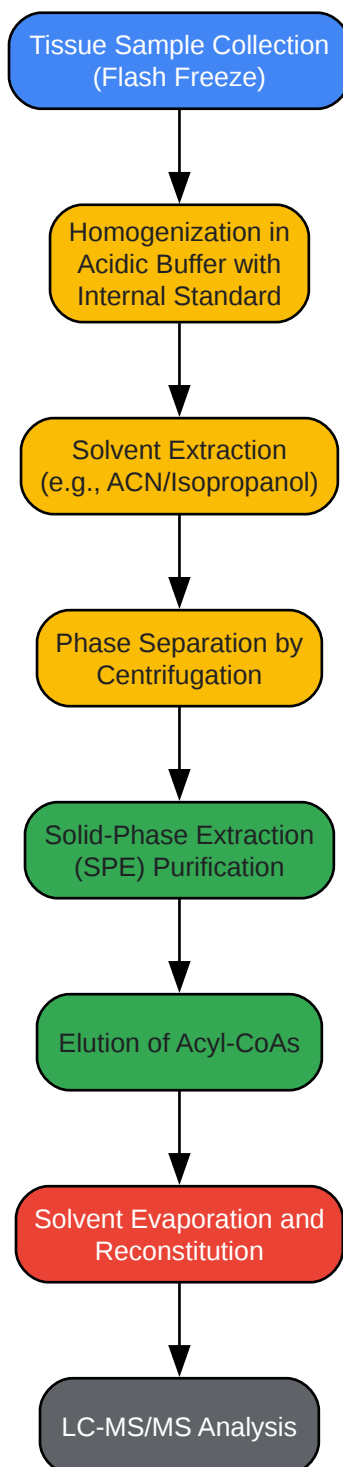 Tissue Sample Collection
(Flash Freeze)
Homogenization in
Acidic Buffer with
Internal Standard
Solvent Extraction
(e.g., ACN/Isopropanol)
Phase Separation by
Centrifugation
Solid-Phase Extraction
(SPE) Purification
Elution of Acyl-CoAs
Solvent Evaporation and
Reconstitution
LC-MS/MS Analysis